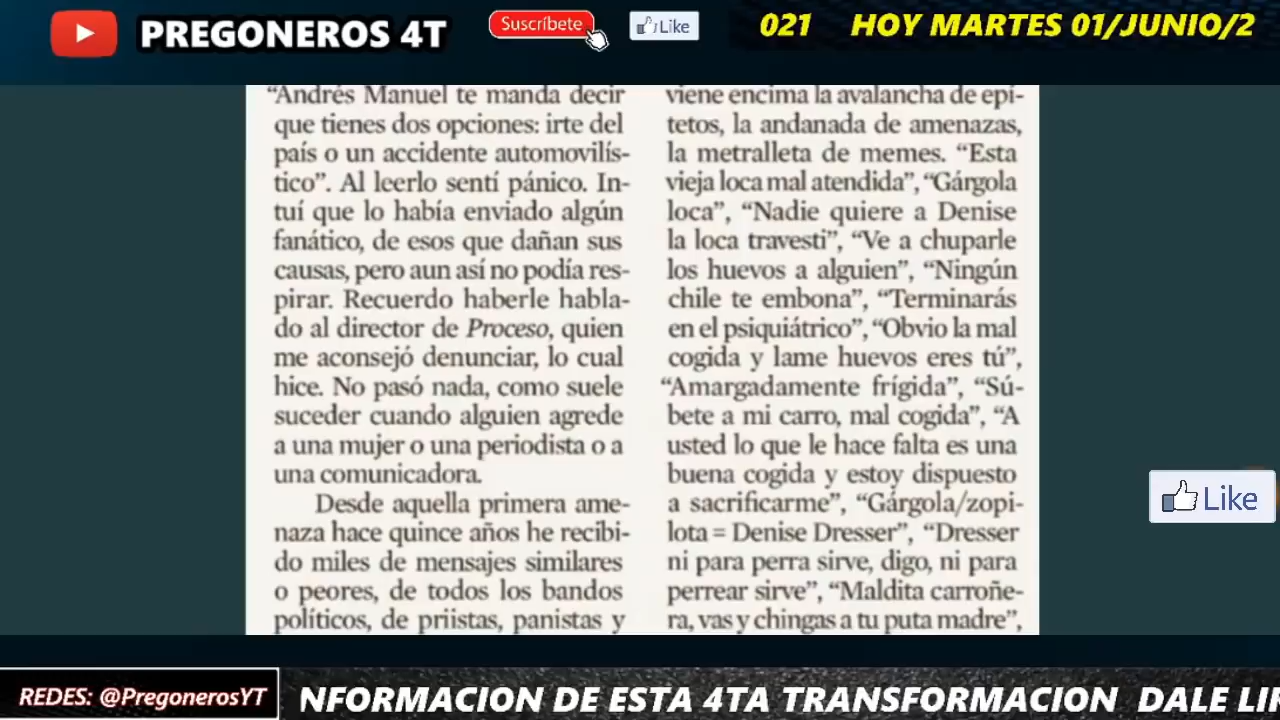 PREGONEROS 4T
Suscríbete
Like
021 HOY MARTES 01/JUNIO/2
“Andrés Manuel te manda decir
que tienes dos opciones: irte del
país o un accidente automovilís-
tico”. Al leerlo sentí pánico. In-
tuí que lo había enviado algún
fanático, de esos que dañan sus
causas, pero aun así no podía res-
pirar. Recuerdo haberle habla-
do al director de Proceso, quien
me aconsejó denunciar, lo cual
hice. No pasó nada, como suele
suceder cuando alguien agrede
a una mujer o una periodista o a
una comunicadora.
Desde aquella primera ame-
naza hace quince años he recibi-
do miles de mensajes similares
o peores, de todos los bandos
políticos, de priistas, panistas y
viene encima la avalancha de epí-
tetos, la andanada de amenazas,
la metralleta de memes. “Esta
vieja loca mal atendida”, “Gárgola
loca”, “Nadie quiere a Denise
la loca travesti”, “Ve a chuparle
los huevos a alguien”, “Ningún
chile te embona”, “Terminarás
en el psiquiátrico”, “Obvio la mal
cogida y lame huevos eres tú”,
“Amargadamente frígida”, “Sú-
bete a mi carro, mal cogida”, “A
usted lo que le hace falta es una
buena cogida y estoy dispuesto
a sacrificarme”, “Gárgola/zopi-
lota = Denise Dresser”, “Dresser
ni para perra sirve, digo, ni para
perrear sirve”, “Maldita carroñe-
ra, vas y chingas a tu puta madre”,
Like
REDES: @PregonerosYT
NFORMACION DE ESTA 4TA TRANSFORMACION DALE LI